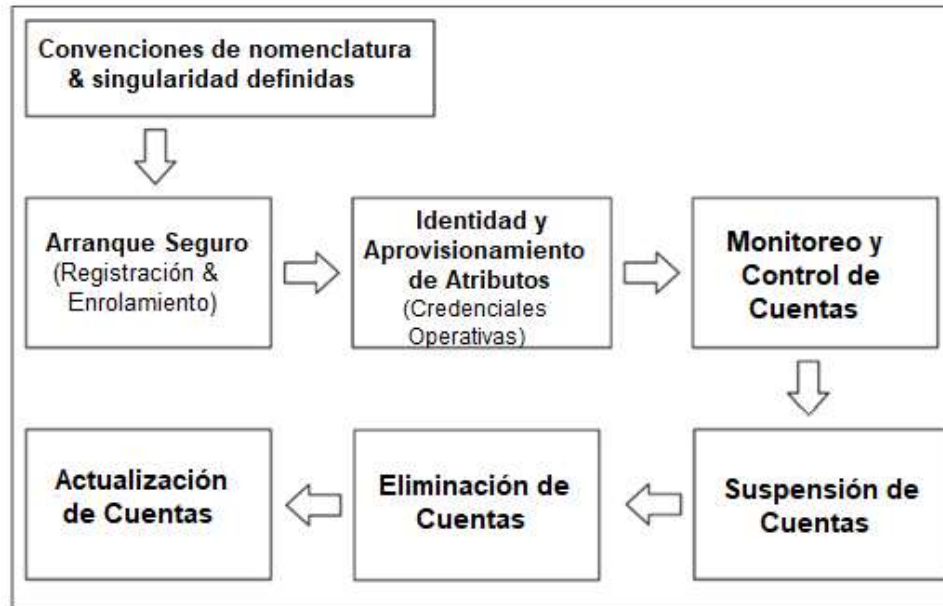 Convenciones de nomenclatura
& singularidad definidas
Arranque Seguro
(Registración &
Enrolamiento)
Identidad y
Aprovisionamiento
de Atributos
(Credenciales
Operativas)
Monitoreo y
Control de
Cuentas
Suspensión de
Cuentas
Eliminación de
Cuentas
Actualización
de Cuentas